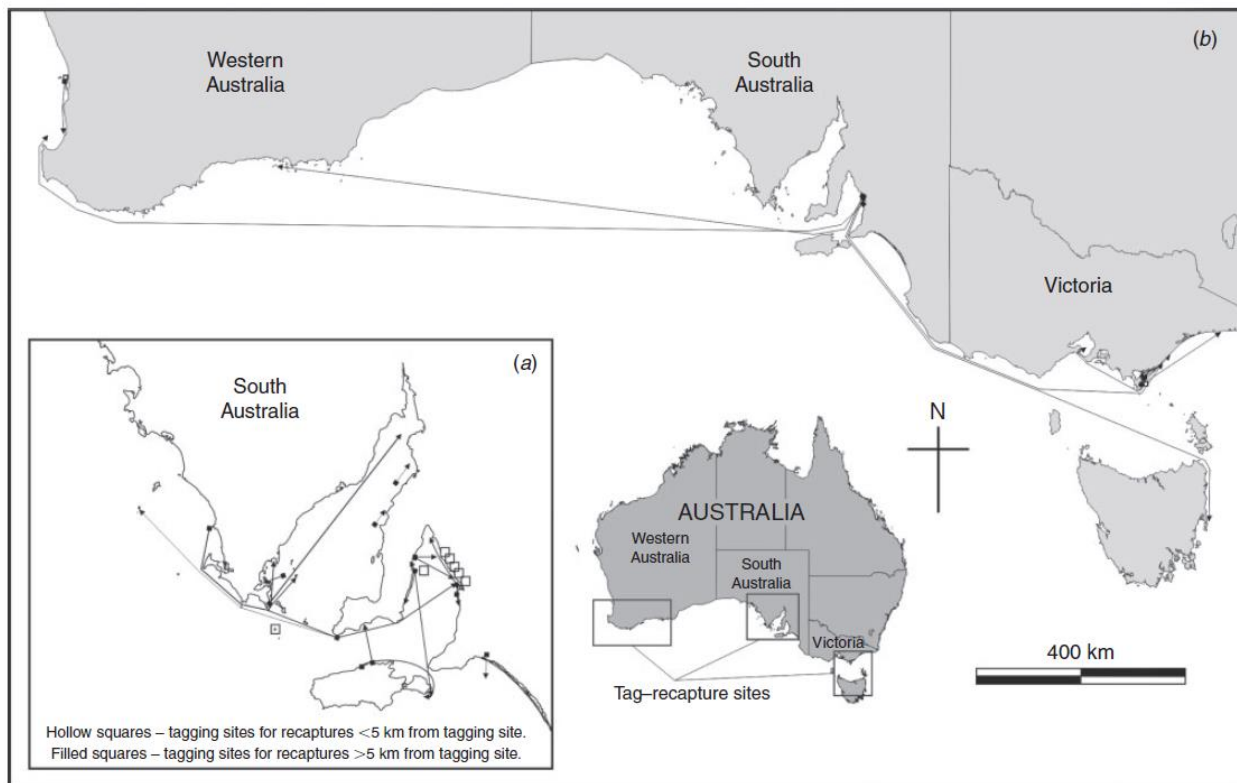 (b)
Western
Australia
South
Australia
Victoria
(a)
South
Australia
Hollow squares – tagging sites for recaptures <5 km from tagging site.
Filled squares – tagging sites for recaptures >5 km from tagging site.
N
AUSTRALIA
Western
Australia
South
Australia
Victoria
Tag–recapture sites
400 km